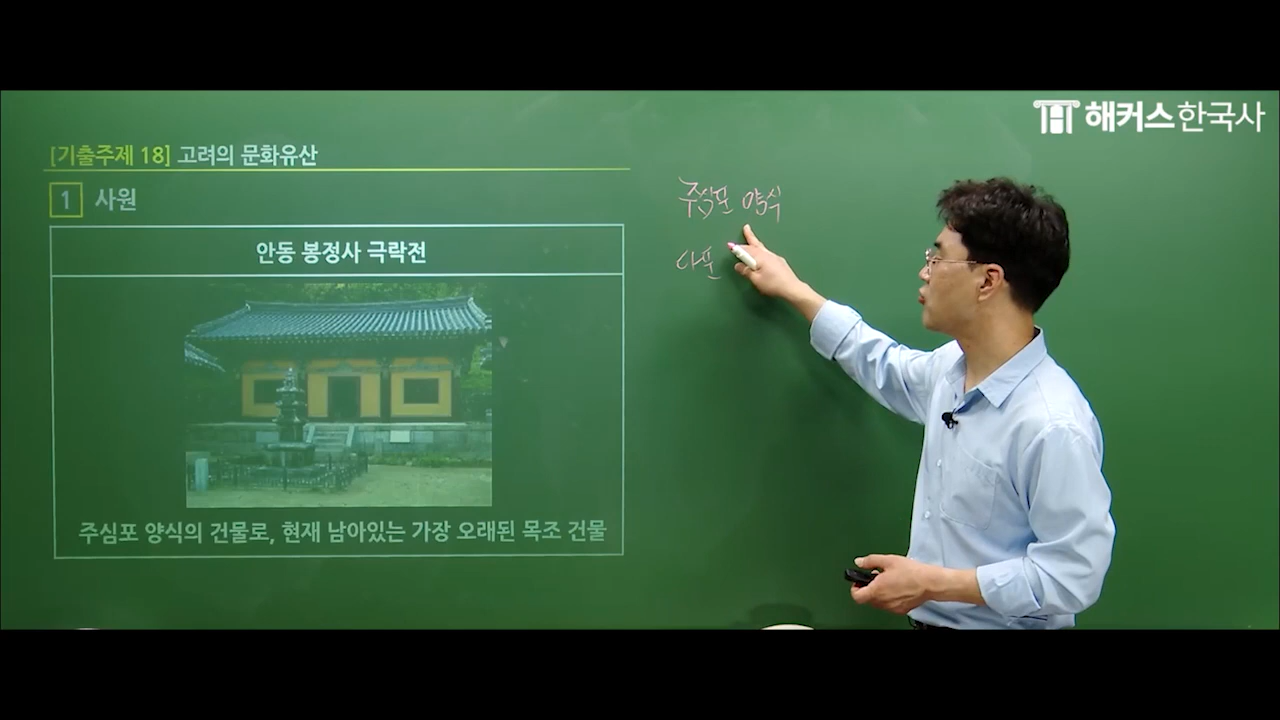 해커스한국사
[기출주제 18] 고려의 문화유산
1 사원
안동 봉정사 극락전
주심포 양식의 건물로, 현재 남아있는 가장 오래된 목조 건물
주심포 양식
다포